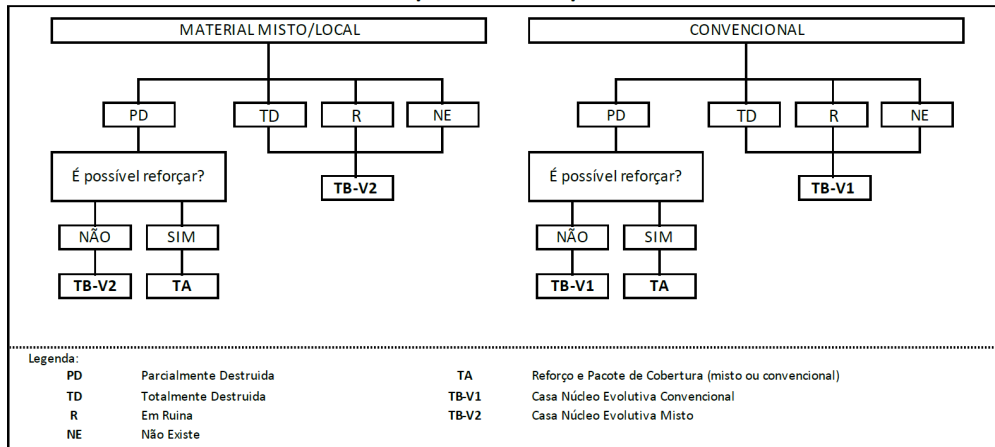 MATERIAL MISTO/LOCAL
CONVENCIONAL
PD TD R NE
PD TD R NE
É possível reforçar?
É possível reforçar?
TB-V2
TB-V1
NÃO SIM
NÃO SIM
TB-V2 TA
TB-V1 TA
Legenda:
PD Parcialmente Destruida
TA Reforço e Pacote de Cobertura (misto ou convencional)
TD Totalmente Destruida
TB-V1 Casa Núcleo Evolutiva Convencional
R Em Ruina
TB-V2 Casa Núcleo Evolutiva Misto
NE Não Existe